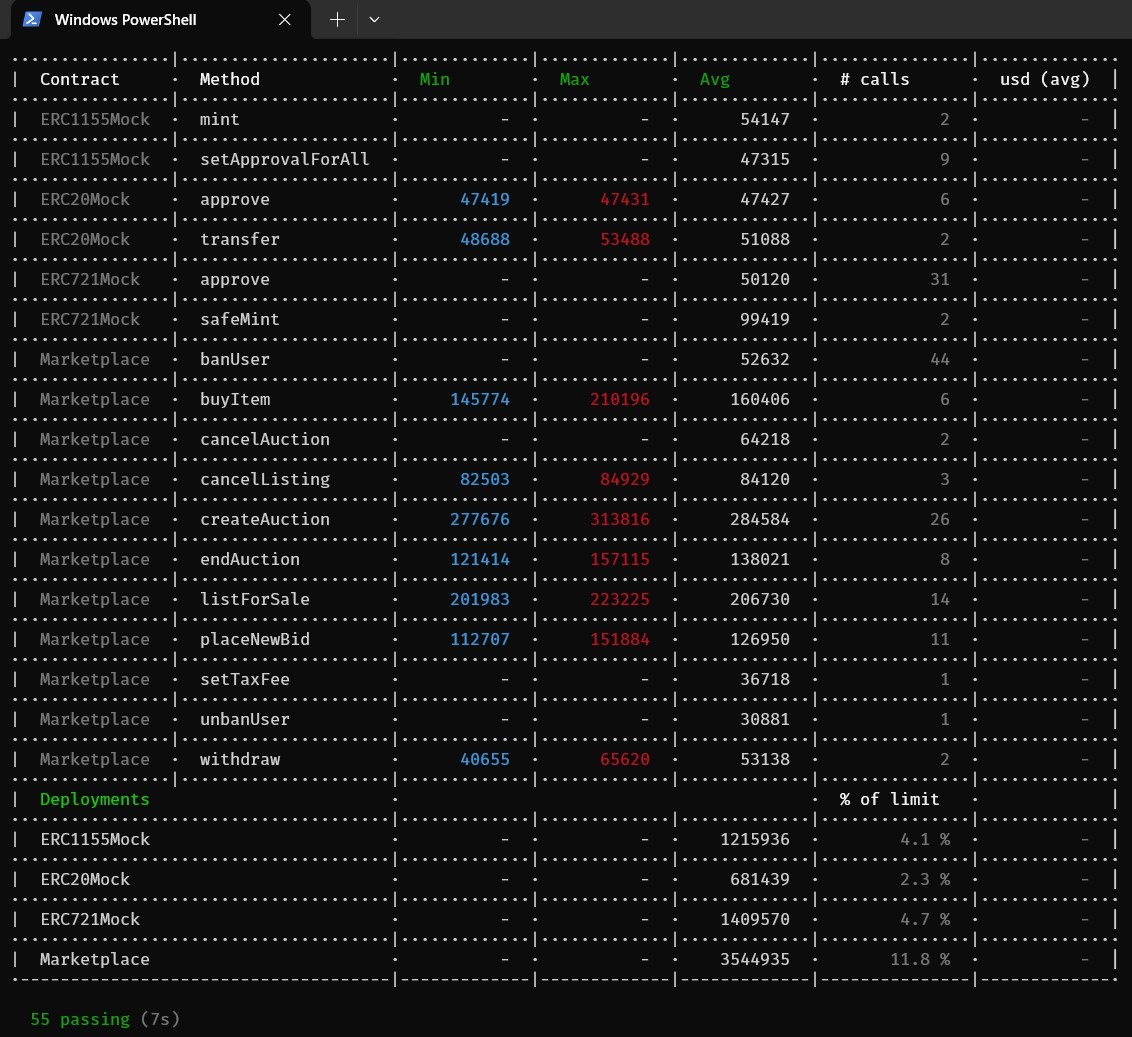 Windows PowerShell
| Contract · Method · Min · Max · Avg · # calls · usd (avg) |
| ERC1155Mock · mint · - · - · 54147 · 2 · - |
| ERC1155Mock · setApprovalForAll · - · - · 47315 · 9 · - |
| ERC20Mock · approve · 47419 · 47431 · 47427 · 6 · - |
| ERC20Mock · transfer · 48688 · 53488 · 51088 · 2 · - |
| ERC721Mock · approve · - · - · 50120 · 31 · - |
| ERC721Mock · safeMint · - · - · 99419 · 2 · - |
| Marketplace · banUser · - · - · 52632 · 44 · - |
| Marketplace · buyItem · 145774 · 210196 · 160406 · 6 · - |
| Marketplace · cancelAuction · - · - · 64218 · 2 · - |
| Marketplace · cancelListing · 82503 · 84929 · 84120 · 3 · - |
| Marketplace · createAuction · 277676 · 313816 · 284584 · 26 · - |
| Marketplace · endAuction · 121414 · 157115 · 138021 · 8 · - |
| Marketplace · listForSale · 201983 · 223225 · 206730 · 14 · - |
| Marketplace · placeNewBid · 112707 · 151884 · 126950 · 11 · - |
| Marketplace · setTaxFee · - · - · 36718 · 1 · - |
| Marketplace · unbanUser · - · - · 30881 · 1 · - |
| Marketplace · withdraw · 40655 · 65620 · 53138 · 2 · - |
| Deployments · · % of limit · |
| ERC1155Mock · - · - · 1215936 · 4.1 % · - |
| ERC20Mock · - · - · 681439 · 2.3 % · - |
| ERC721Mock · - · - · 1409570 · 4.7 % · - |
| Marketplace · - · - · 3544935 · 11.8 % · - |
55 passing (7s)